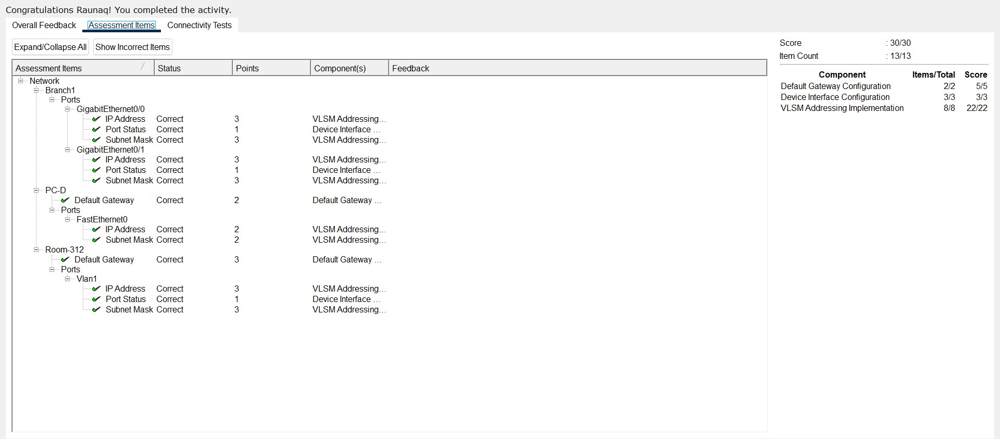 Congratulations Raunaq! You completed the activity.
Overall Feedback Assessment Items Connectivity Tests
Expand/Collapse All Show Incorrect Items
Assessment Items Status Points Component(s) Feedback
Network
Branch1
Ports
GigabitEthernet0/0
IP Address Correct 3 VLSM Addressing...
Port Status Correct 1 Device Interface ...
Subnet Mask Correct 3 VLSM Addressing...
GigabitEthernet0/1
IP Address Correct 3 VLSM Addressing...
Port Status Correct 1 Device Interface ...
Subnet Mask Correct 3 VLSM Addressing...
PC-D
Default Gateway Correct 2 Default Gateway ...
Ports
FastEthernet0
IP Address Correct 2 VLSM Addressing...
Subnet Mask Correct 2 VLSM Addressing...
Room-312
Default Gateway Correct 3 Default Gateway ...
Ports
Vlan1
IP Address Correct 3 VLSM Addressing...
Port Status Correct 1 Device Interface ...
Subnet Mask Correct 3 VLSM Addressing...
Score : 30/30
Item Count : 13/13
Component Items/Total Score
Default Gateway Configuration 2/2 5/5
Device Interface Configuration 3/3 3/3
VLSM Addressing Implementation 8/8 22/22